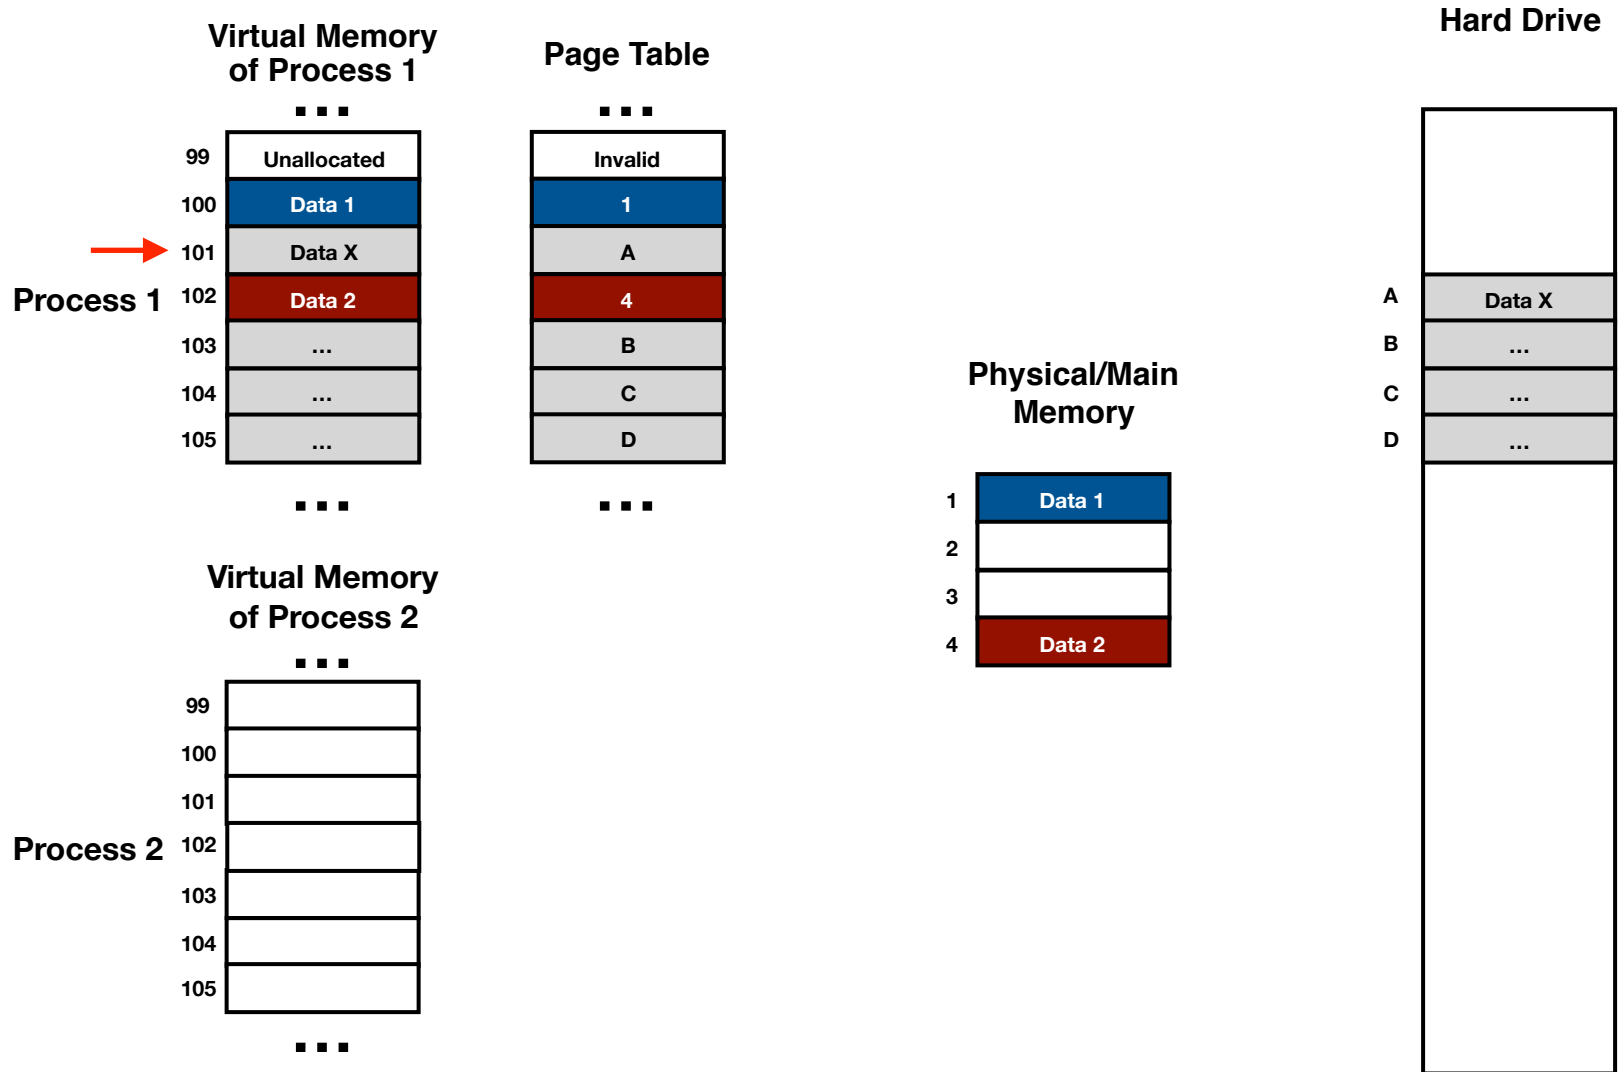 Virtual Memory
of Process 1
Page Table
Hard Drive
...
...
99 Unallocated Invalid
100 Data 1 1
101 Data X A
Process 1 102 Data 2 4
103 ... B
104 ... C
105 ... D
...
...
A Data X
B ...
C ...
D ...
Physical/Main
Memory
1 Data 1
2
3
4 Data 2
Virtual Memory
of Process 2
...
99
100
101
Process 2 102
103
104
105
...